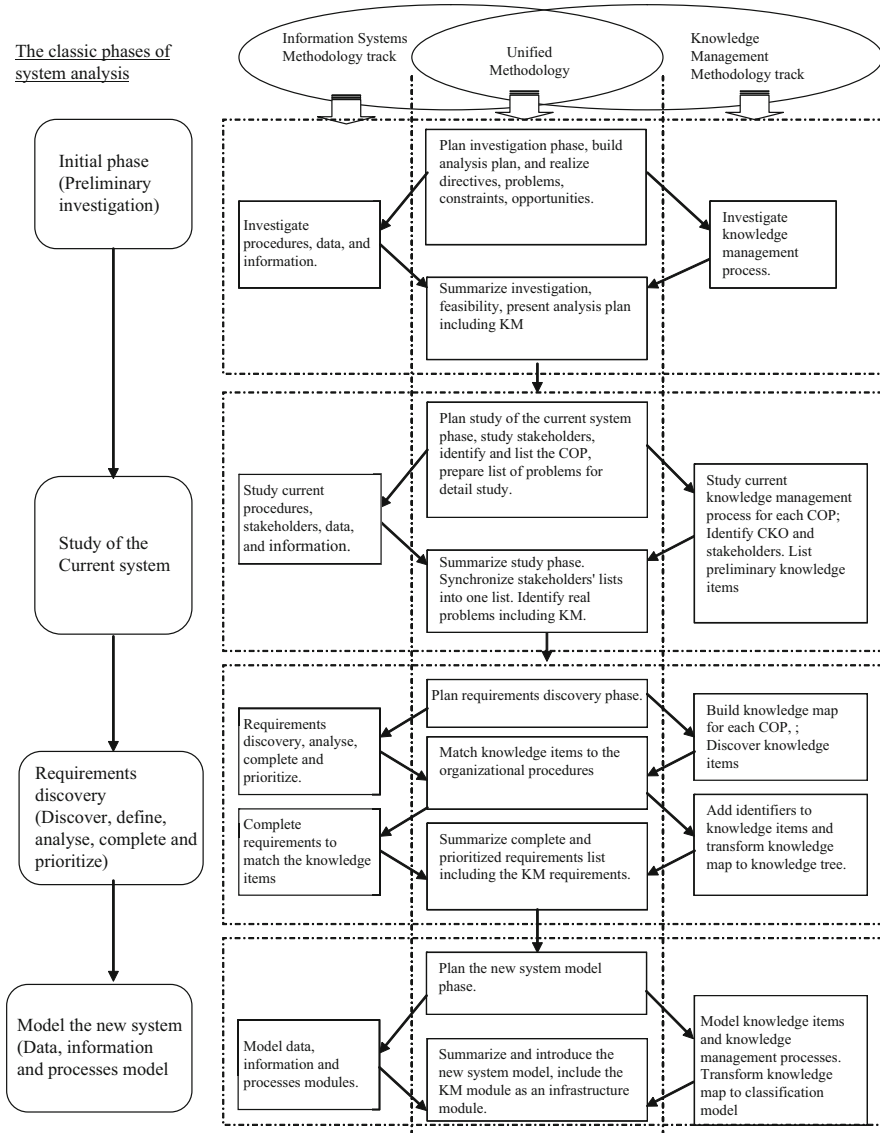 The classic phases of
system analysis
Information Systems
Methodology track
Unified
Methodology
Knowledge
Management
Methodology track
Initial phase
(Preliminary
investigation)
Plan investigation phase, build
analysis plan, and realize
directives, problems,
constraints, opportunities.
Investigate
procedures, data, and
information.
Investigate
knowledge
management
process.
Summarize investigation,
feasibility, present analysis plan
including KM
Study of the
Current system
Plan study of the current system
phase, study stakeholders,
identify and list the COP,
prepare list of problems for
detail study.
Study current
procedures,
stakeholders, data,
and information.
Study current
knowledge management
process for each COP;
Identify CKO and
stakeholders. List
preliminary knowledge
items
Summarize study phase.
Synchronize stakeholders' lists
into one list. Identify real
problems including KM.
Requirements
discovery
(Discover, define,
analyse, complete and
prioritize)
Plan requirements discovery phase.
Requirements
discovery, analyse,
complete and
prioritize.
Build knowledge map
for each COP, ;
Discover knowledge
items
Match knowledge items to the
organizational procedures
Complete
requirements to
match the knowledge
items
Add identifiers to
knowledge items and
transform knowledge
map to knowledge tree.
Summarize complete and
prioritized requirements list
including the KM requirements.
Model the new system
(Data, information
and processes model)
Plan the new system model
phase.
Model data,
information and
processes modules.
Model knowledge items
and knowledge
management processes.
Transform knowledge
map to classification
model
Summarize and introduce the
new system model, include the
KM module as an infrastructure
module.